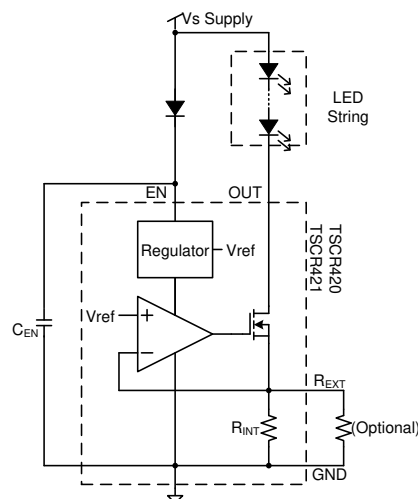 Vs Supply
LED
String
EN
OUT
Regulator
Vref
TSCR420
TSCR421
Vref
+
−
CEN
REXT
RINT
(Optional)
GND